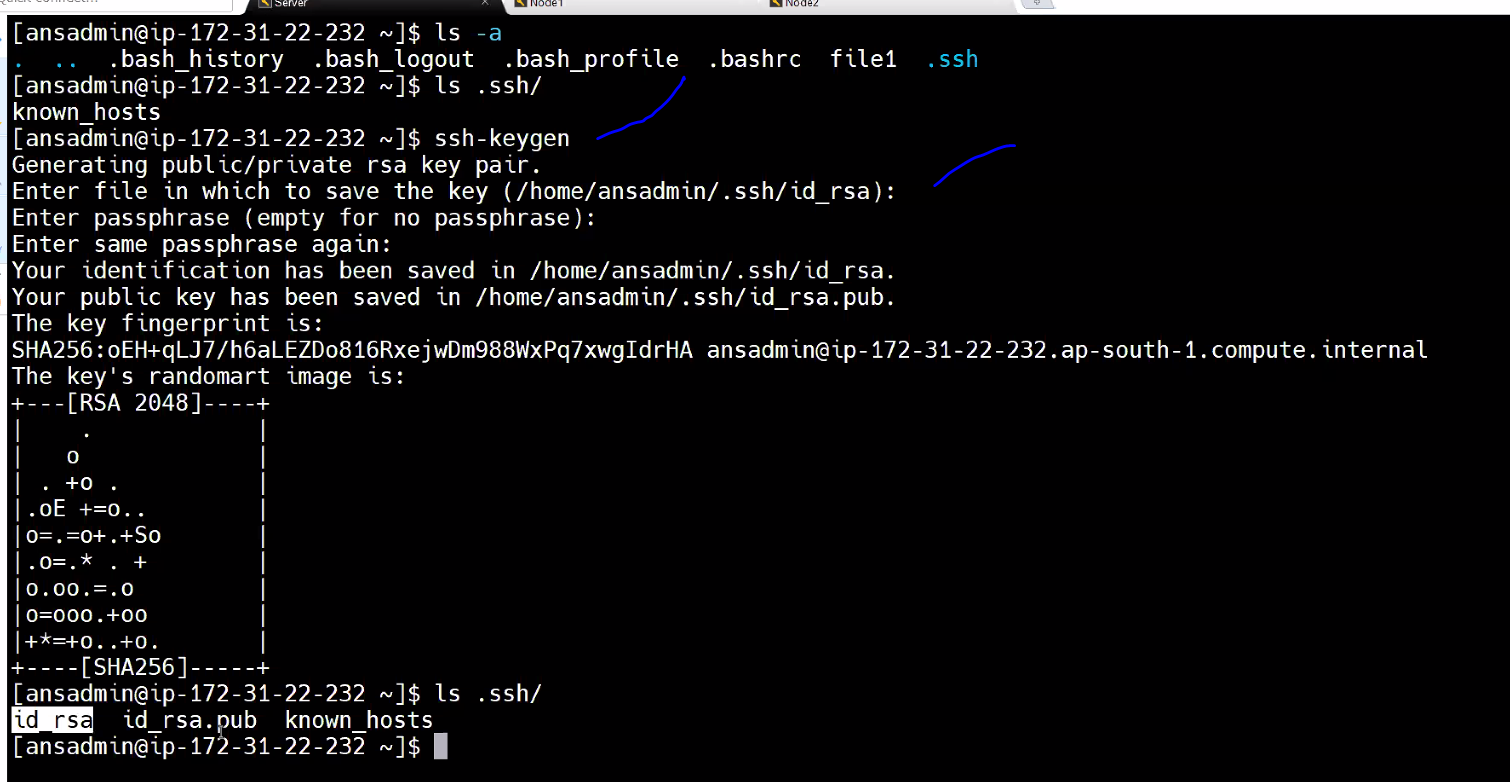 Server Node1 Node2
[ansadmin@ip-172-31-22-232 ~]$ ls -a
. .. .bash_history .bash_logout .bash_profile .bashrc file1 .ssh
[ansadmin@ip-172-31-22-232 ~]$ ls .ssh/
known_hosts
[ansadmin@ip-172-31-22-232 ~]$ ssh-keygen
Generating public/private rsa key pair.
Enter file in which to save the key (/home/ansadmin/.ssh/id_rsa):
Enter passphrase (empty for no passphrase):
Enter same passphrase again:
Your identification has been saved in /home/ansadmin/.ssh/id_rsa.
Your public key has been saved in /home/ansadmin/.ssh/id_rsa.pub.
The key fingerprint is:
SHA256:oEH+qLJ7/h6aLEZDo816RxejwDm988WxPq7xwgIdrHA ansadmin@ip-172-31-22-232.ap-south-1.compute.internal
The key's randomart image is:
+---[RSA 2048]----+
|     .           |
|    o            |
| . +o .          |
|.oE +=o..        |
|o=.=o+.+So       |
|.o=.* . +        |
|o.oo.=.o         |
|o=ooo.+oo        |
|+*=+o..+o.       |
+----[SHA256]-----+
[ansadmin@ip-172-31-22-232 ~]$ ls .ssh/
id_rsa id_rsa.pub known_hosts
[ansadmin@ip-172-31-22-232 ~]$